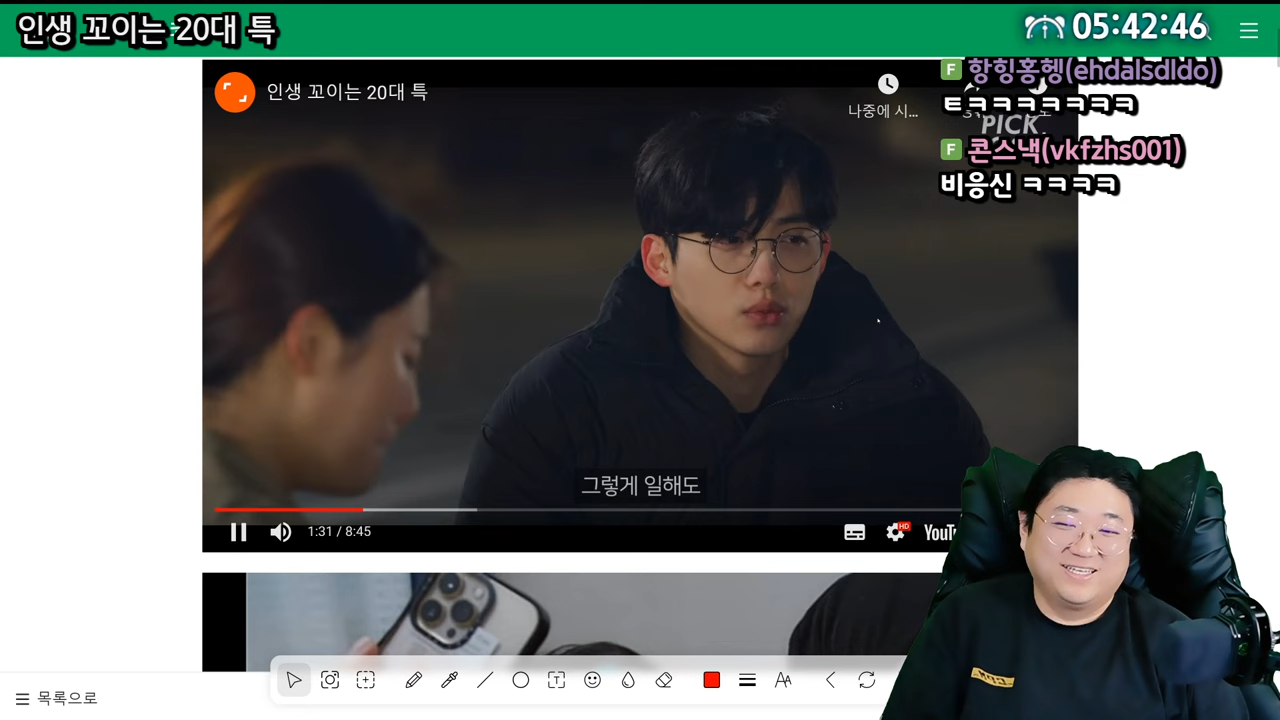 인생 꼬이는 20대 특
05:42:46
인생 꼬이는 20대 특
나중에 시...
PICK
F 항힝홍헹(ehdalsdldo)
ㅌㅋㅋㅋㅋㅋㅋㅋ
F 콘스낵(vkfzhs001)
비응신 ㅋㅋㅋㅋ
그렇게 일해도
1:31 / 8:45
HD
YouT
목록으로